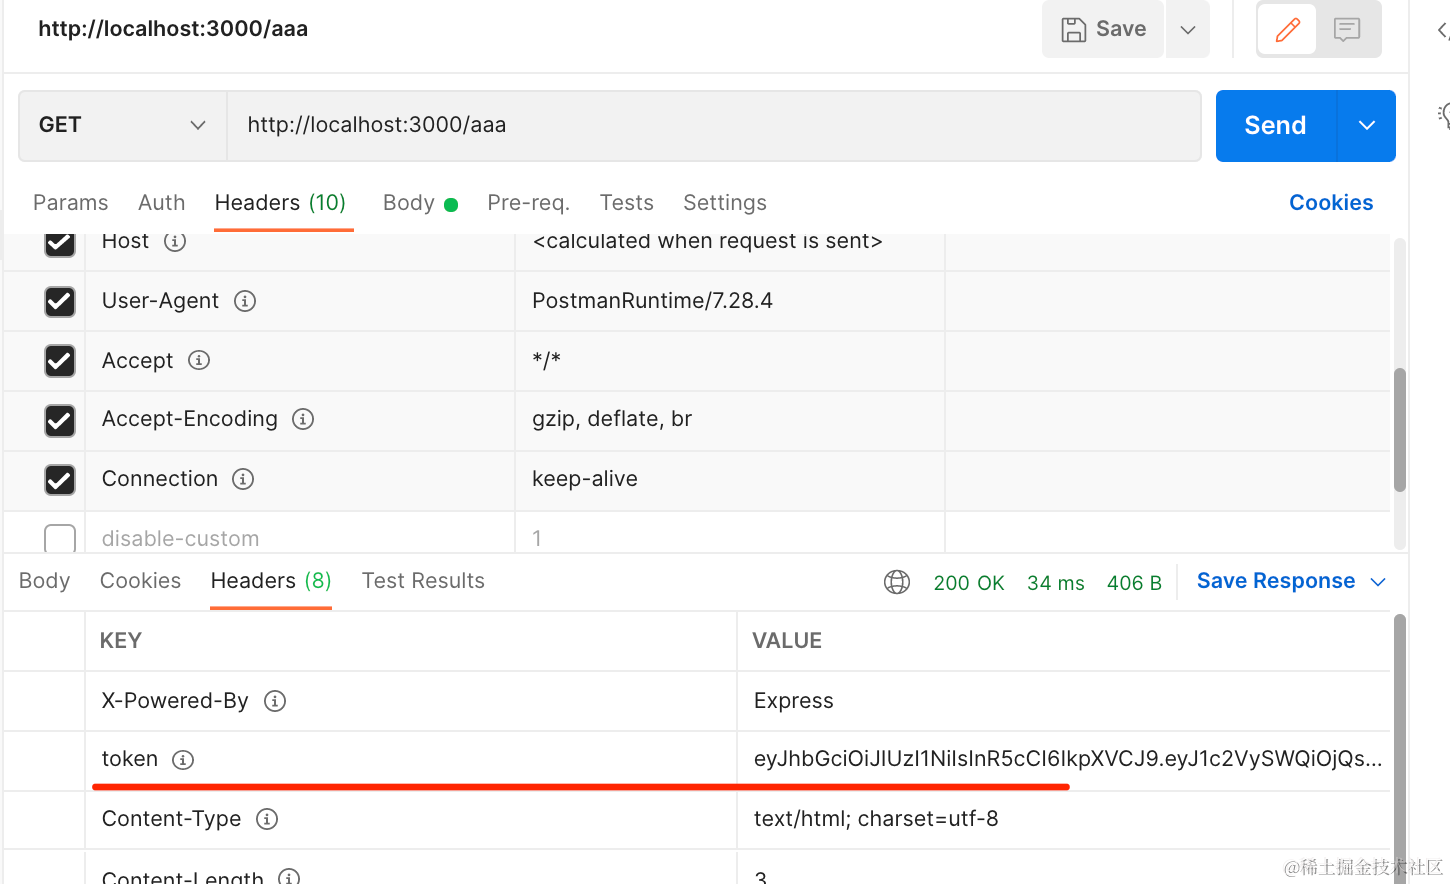 http://localhost:3000/aaa
Save
GET
http://localhost:3000/aaa
Send
Params Auth Headers (10) Body Pre-req. Tests Settings Cookies
Host <calculated when request is sent>
User-Agent PostmanRuntime/7.28.4
Accept */*
Accept-Encoding gzip, deflate, br
Connection keep-alive
disable-custom 1
Body Cookies Headers (8) Test Results 200 OK 34 ms 406 B Save Response
KEY VALUE
X-Powered-By Express
token eyJhbGciOiJIUzI1NiIsInR5cCI6IkpXVCJ9.eyJ1c2VySWQiOjQs...
Content-Type text/html; charset=utf-8
Content-Length 3
@稀土掘金技术社区